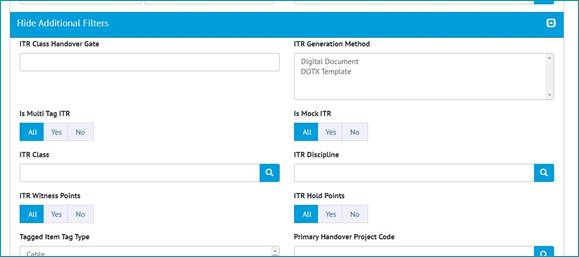 Hide Additional Filters
ITR Class Handover Gate ITR Generation Method
Digital Document
DOTX Template
Is Multi Tag ITR Is Mock ITR
All Yes No All Yes No
ITR Class ITR Discipline
ITR Witness Points ITR Hold Points
All Yes No All Yes No
Tagged Item Tag Type Primary Handover Project Code
Cable